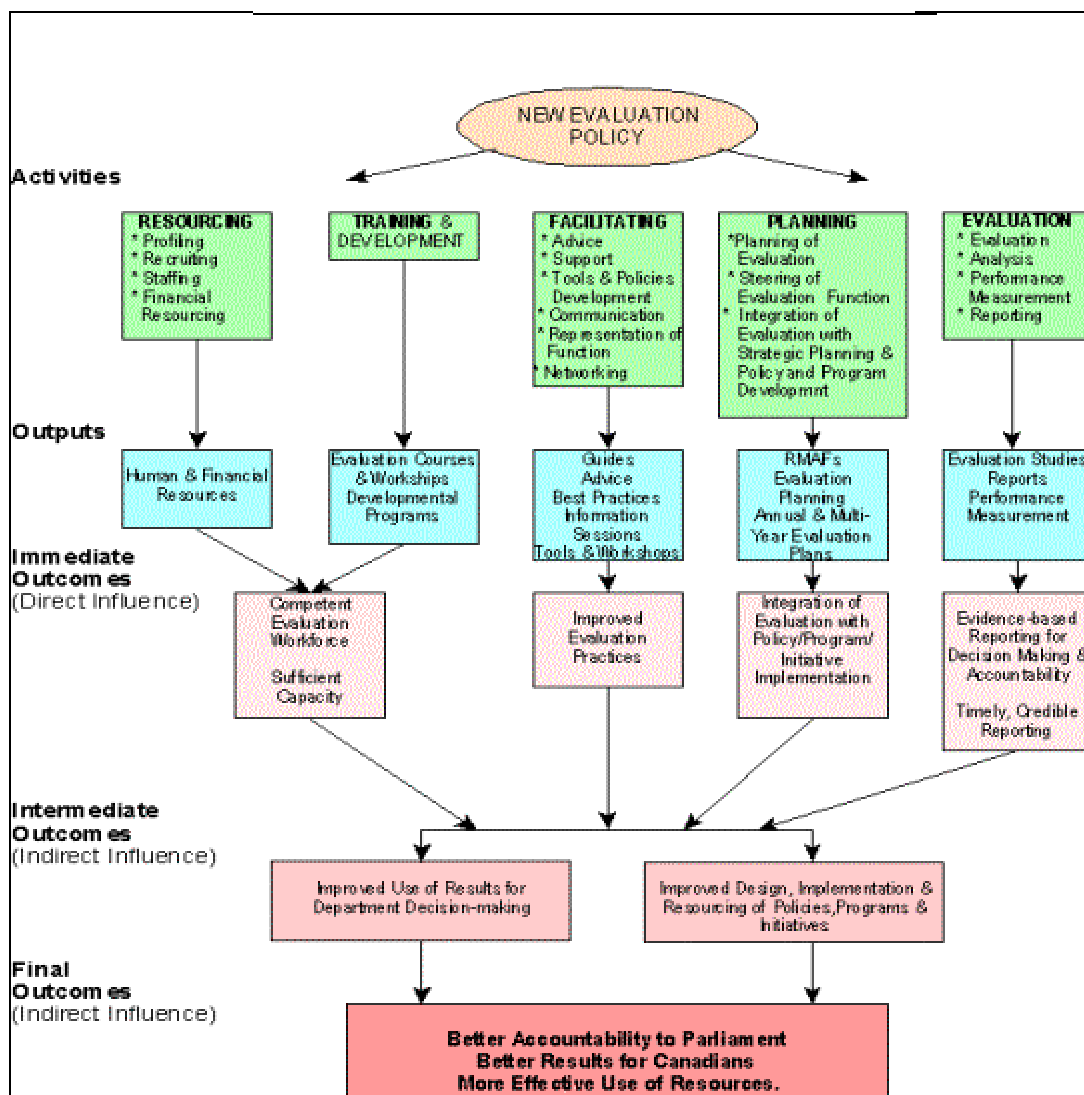 NEW EVALUATION
POLICY
Activities
RESOURCING
* Profiling
* Recruiting
* Staffing
* Financial
Resourcing
TRAINING &
DEVELOPMENT
FACILITATING
* Advice
* Support
* Tools & Policies
Development
* Communication
* Representation of
Function
* Networking
PLANNING
*Planning of
Evaluation
* Steering of
Evaluation Function
* Integration of
Evaluation with
Strategic Planning &
Policy and Program
Developmnt
EVALUATION
* Evaluation
* Analysis
* Performance
Measurement
* Reporting
Outputs
Human & Financial
Resources
Evaluation Courses
& Workshops
Developmental
Programs
Guides
Advice
Best Practices
Information
Sessions
Tools & Workshops
RMAFs
Evaluation
Planning
Annual & Multi-
Year Evaluation
Plans
Evaluation Studies
Reports
Performance
Measurement
Immediate
Outcomes
(Direct Influence)
Competent
Evaluation
Workforce
Sufficient
Capacity
Improved
Evaluation
Practices
Integration of
Evaluation with
Policy/Program/
Initiative
Implementation
Evidence-based
Reporting for
Decision Making &
Accountability
Timely, Credible
Reporting
Intermediate
Outcomes
(Indirect Influence)
Improved Use of Results for
Department Decision-making
Improved Design, Implementation &
Resourcing of Policies,Programs &
Initiatives
Final
Outcomes
(Indirect Influence)
Better Accountability to Parliament
Better Results for Canadians
More Effective Use of Resources.